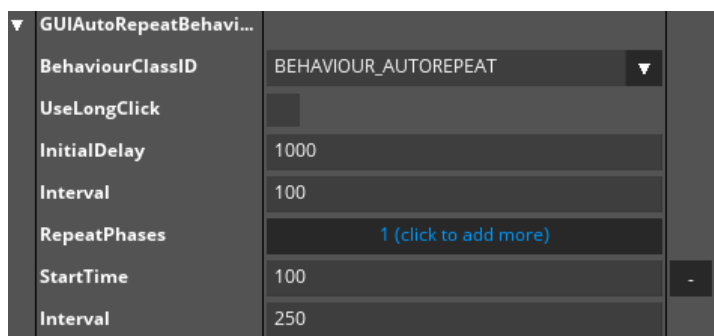 GUIAutoRepeatBehavi...
BehaviourClassID BEHAVIOUR_AUTOREPEAT
UseLongClick
InitialDelay 1000
Interval 100
RepeatPhases 1 (click to add more)
StartTime 100 -
Interval 250